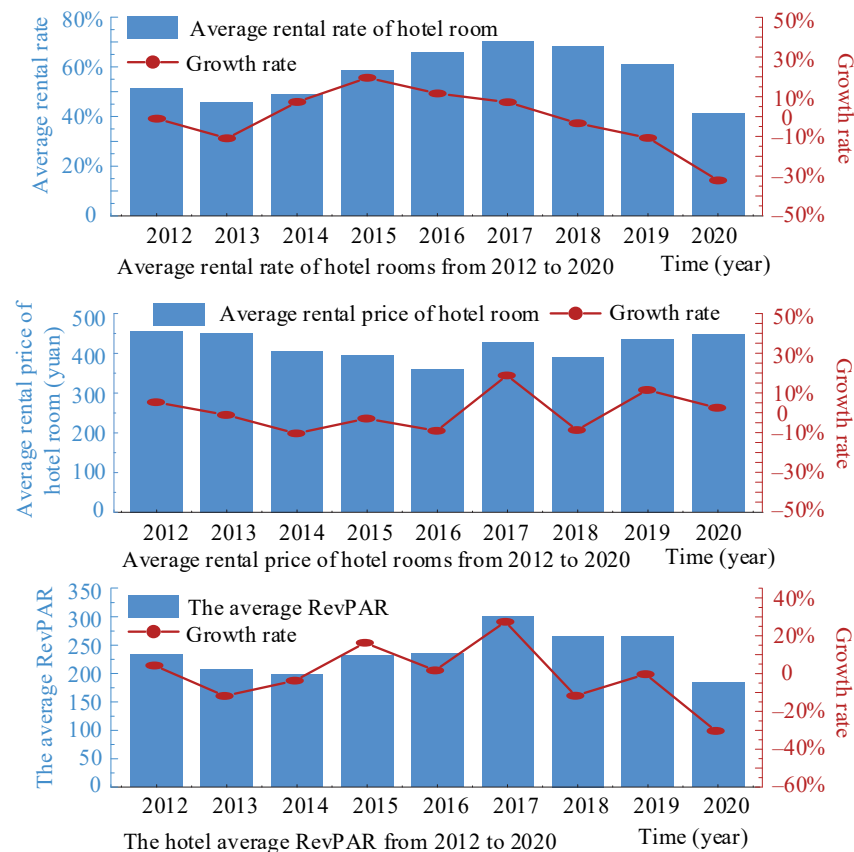 80%
60%
40%
20%
0
Average rental rate
Average rental rate of hotel room
Growth rate
50%
30%
10%
0
–10%
–30%
–50%
Growth rate
2012 2013 2014 2015 2016 2017 2018 2019 2020
Average rental rate of hotel rooms from 2012 to 2020 Time (year)
500
400
300
200
100
0
Average rental price of
hotel room (yuan)
Average rental price of hotel room Growth rate
50%
30%
10%
0
–10%
–30%
–50%
Growth rate
2012 2013 2014 2015 2016 2017 2018 2019 2020
Average rental price of hotel rooms from 2012 to 2020 Time (year)
350
300
250
200
150
100
50
0
The average RevPAR
The average RevPAR
Growth rate
40%
20%
0
–20%
–40%
–60%
Growth rate
2012 2013 2014 2015 2016 2017 2018 2019 2020
The hotel average RevPAR from 2012 to 2020 Time (year)